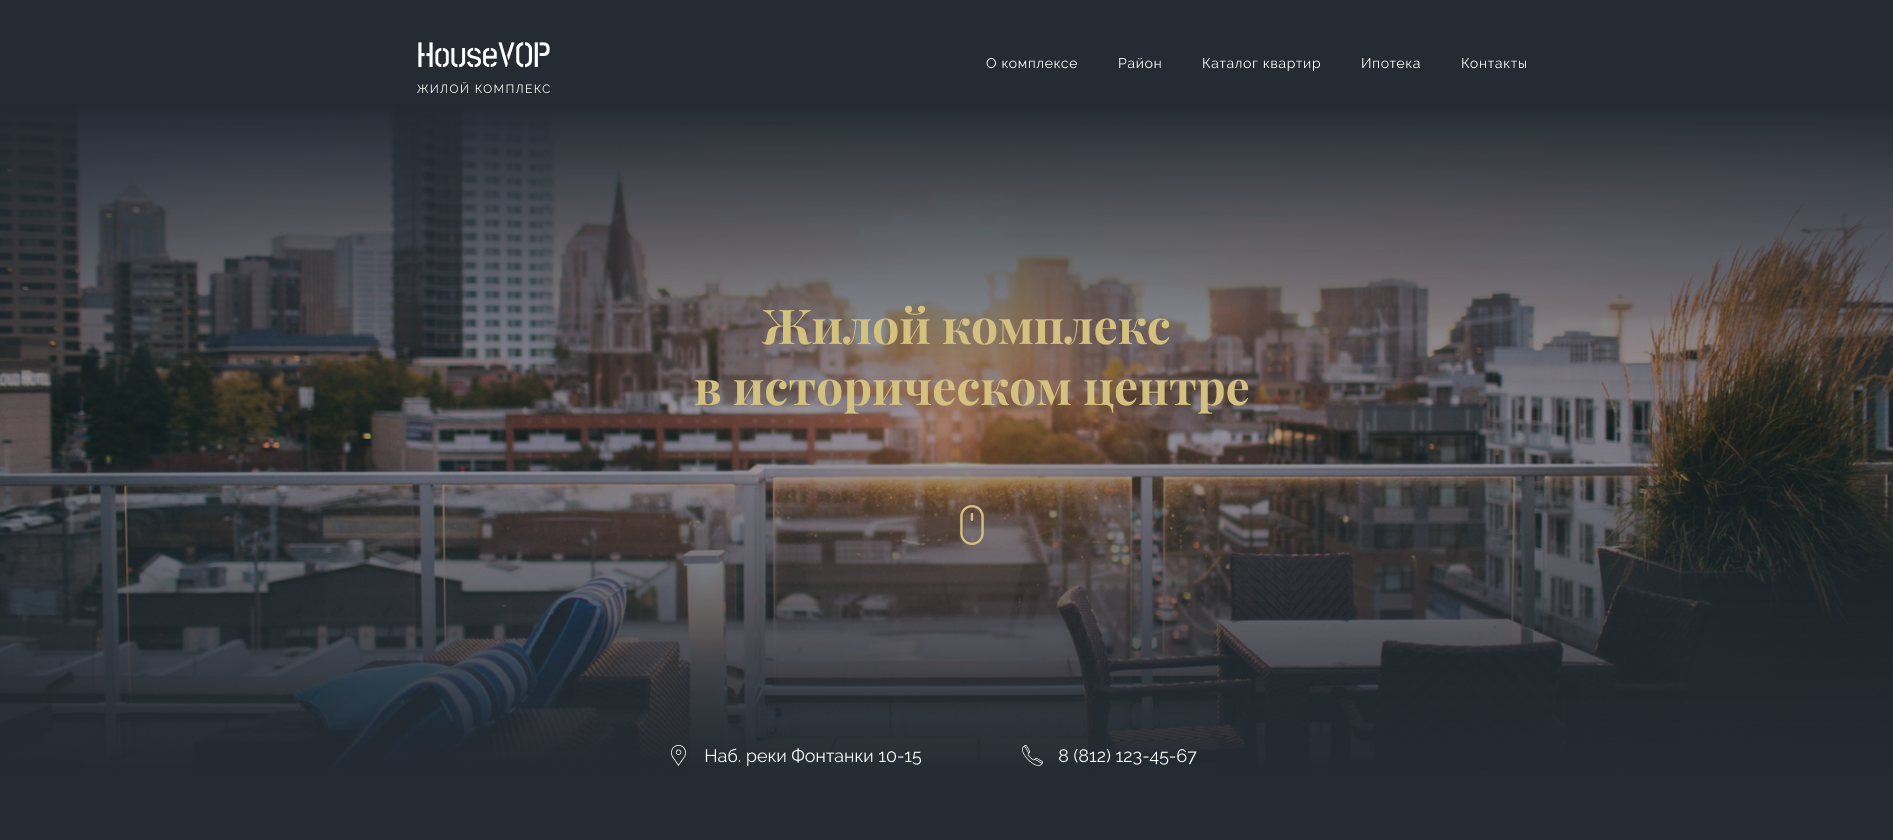 HouseVOP
ЖИЛОЙ КОМПЛЕКС
О комплексе Район Каталог квартир Ипотека Контакты
Жилой комплекс
в историческом центре
Наб. реки Фонтанки 10-15 8 (812) 123-45-67